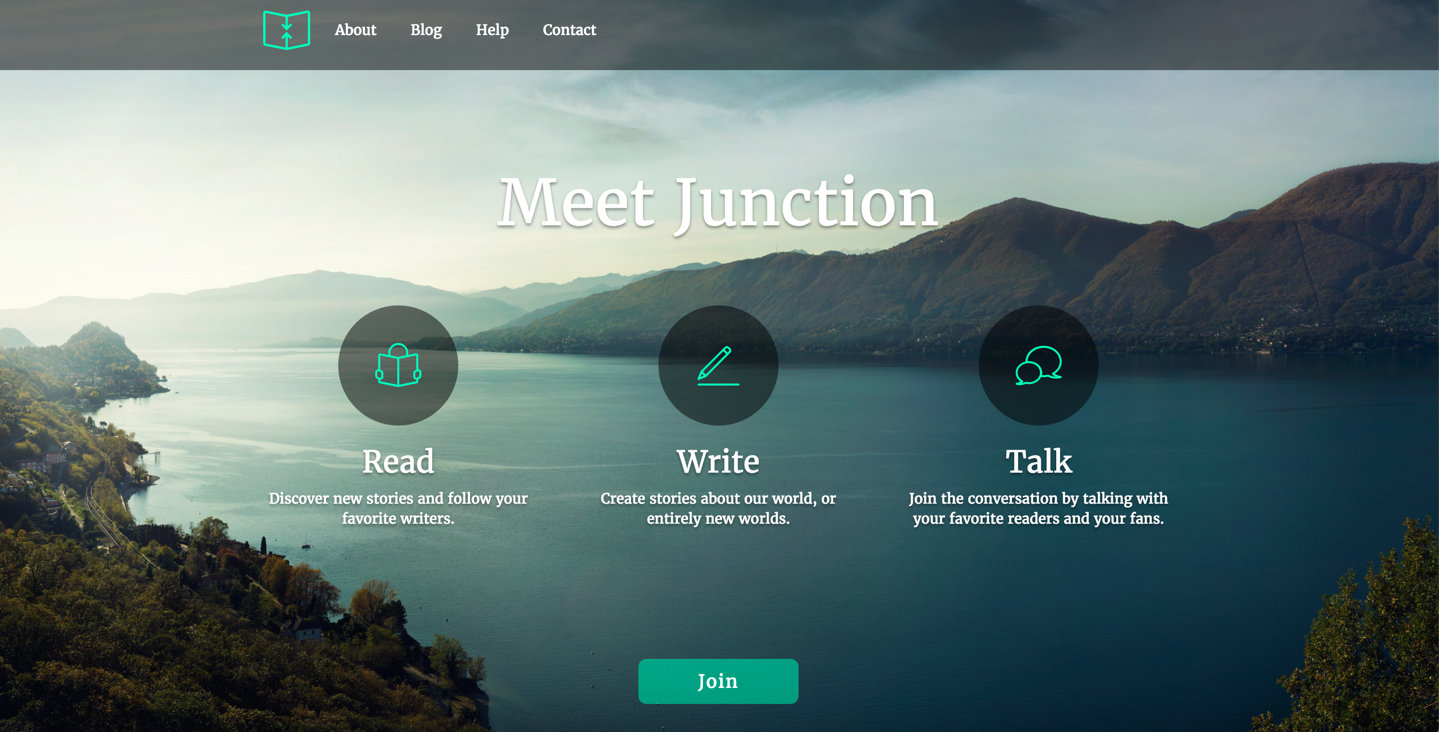 About Blog Help Contact
Meet Junction
Read
Discover new stories and follow your
favorite writers.
Write
Create stories about our world, or
entirely new worlds.
Talk
Join the conversation by talking with
your favorite readers and your fans.
Join